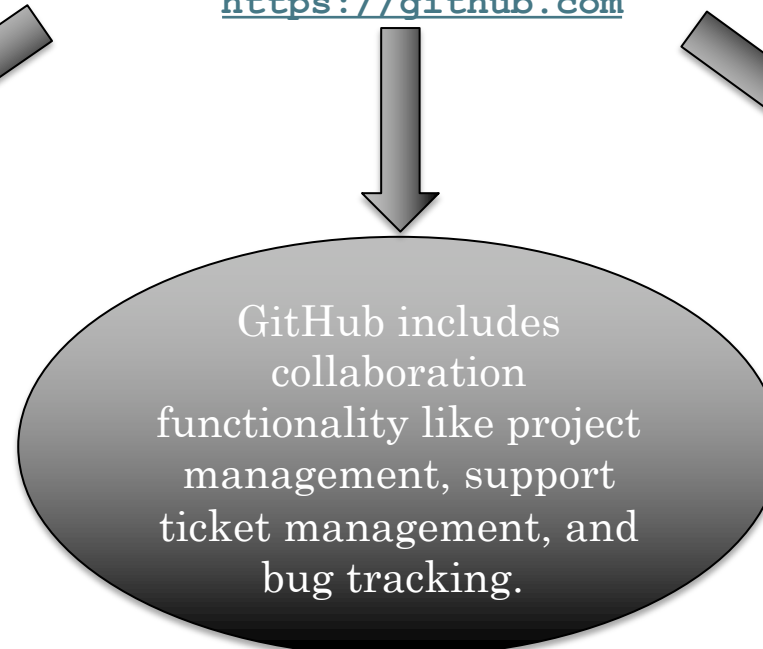 https://github.com
GitHub includes
collaboration
functionality like project
management, support
ticket management, and
bug tracking.